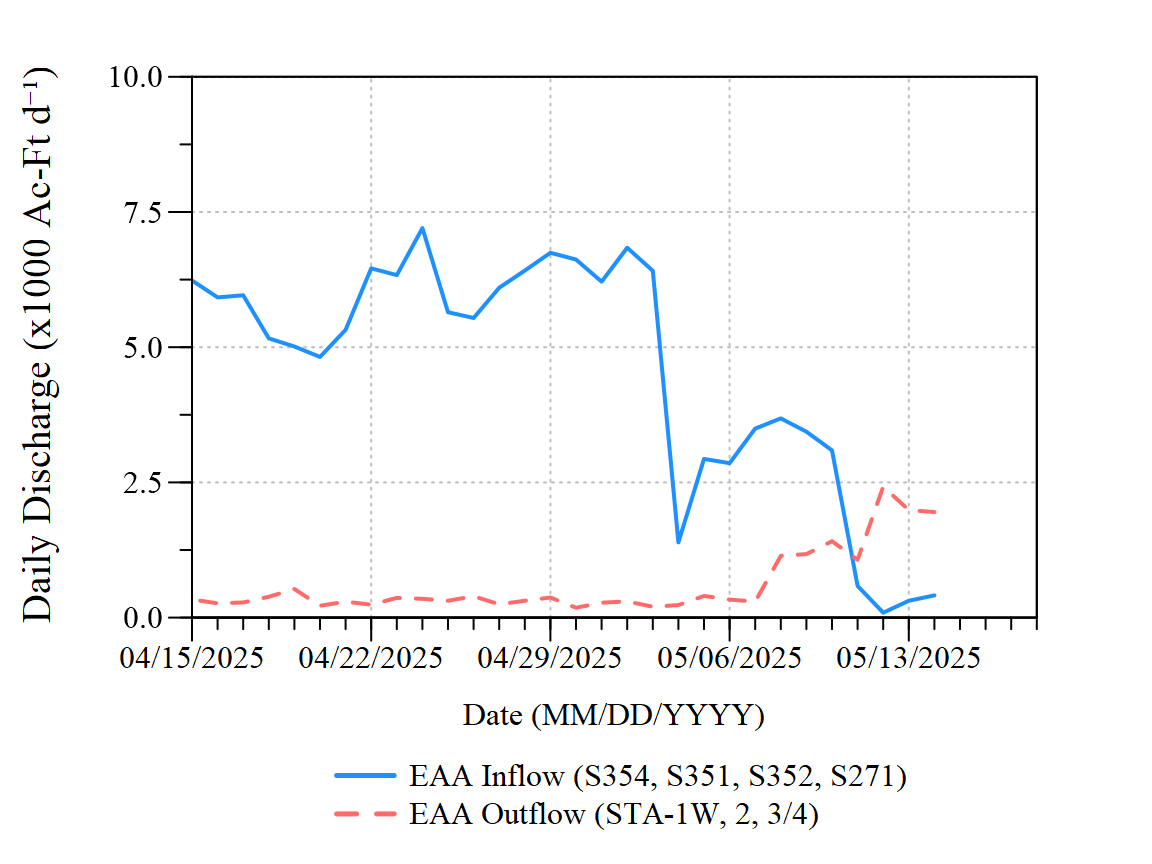 Daily Discharge (x1000 Ac-Ft d⁻¹)
10.0
7.5
5.0
2.5
0.0
04/15/2025 04/22/2025 04/29/2025 05/06/2025 05/13/2025
Date (MM/DD/YYYY)
EAA Inflow (S354, S351, S352, S271)
EAA Outflow (STA-1W, 2, 3/4)